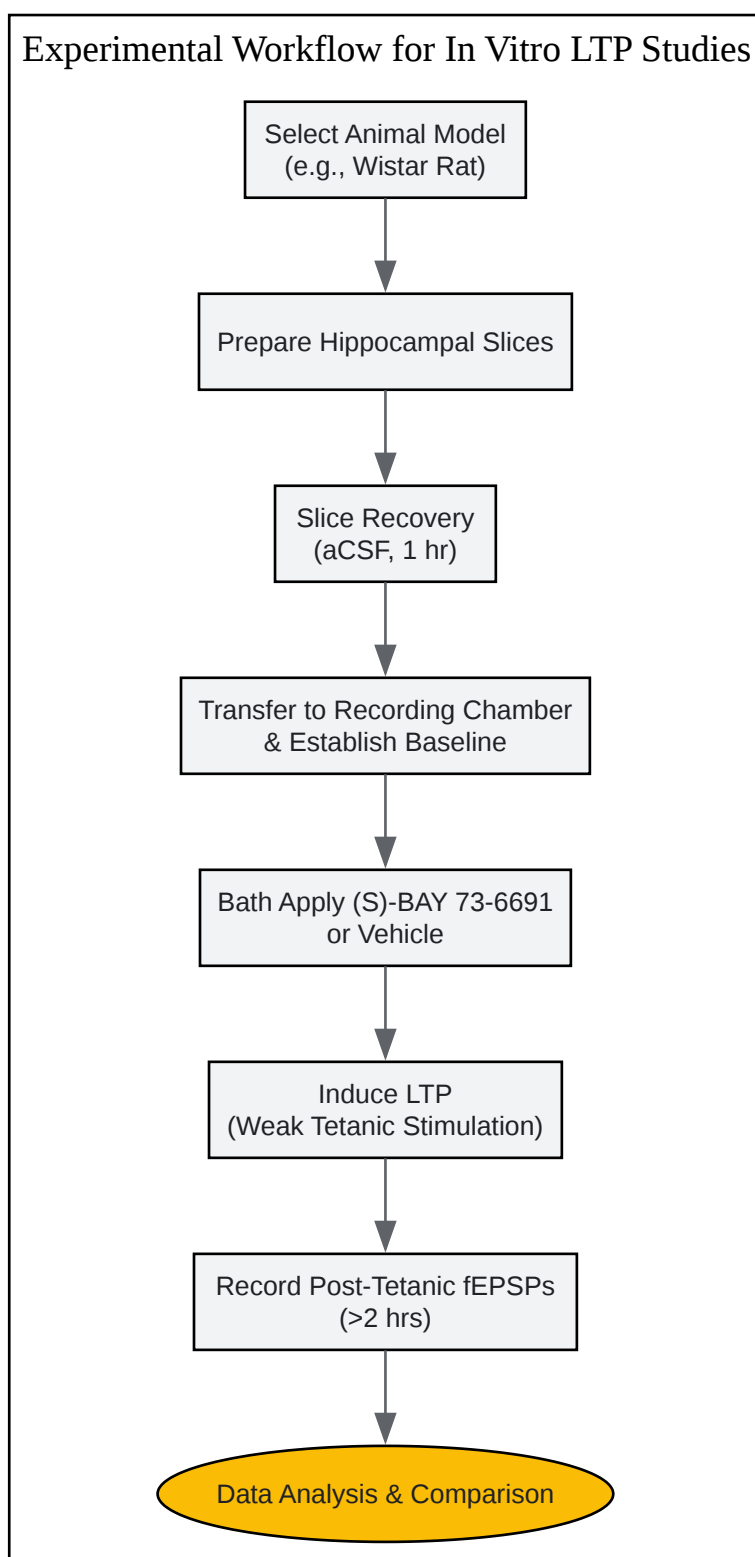 Experimental Workflow for In Vitro LTP Studies
Select Animal Model
(e.g., Wistar Rat)
Prepare Hippocampal Slices
Slice Recovery
(aCSF, 1 hr)
Transfer to Recording Chamber
& Establish Baseline
Bath Apply (S)-BAY 73-6691
or Vehicle
Induce LTP
(Weak Tetanic Stimulation)
Record Post-Tetanic fEPSPs
(>2 hrs)
Data Analysis & Comparison